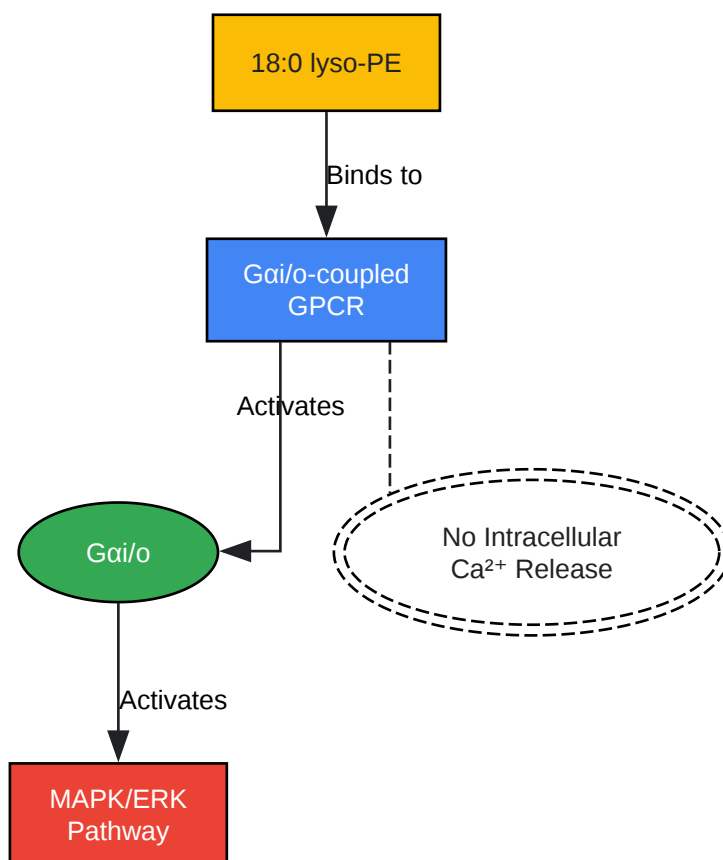 18:0 lyso-PE
Binds to
Gαi/o-coupled
GPCR
Activates
Gαi/o
No Intracellular
Ca²⁺ Release
Activates
MAPK/ERK
Pathway